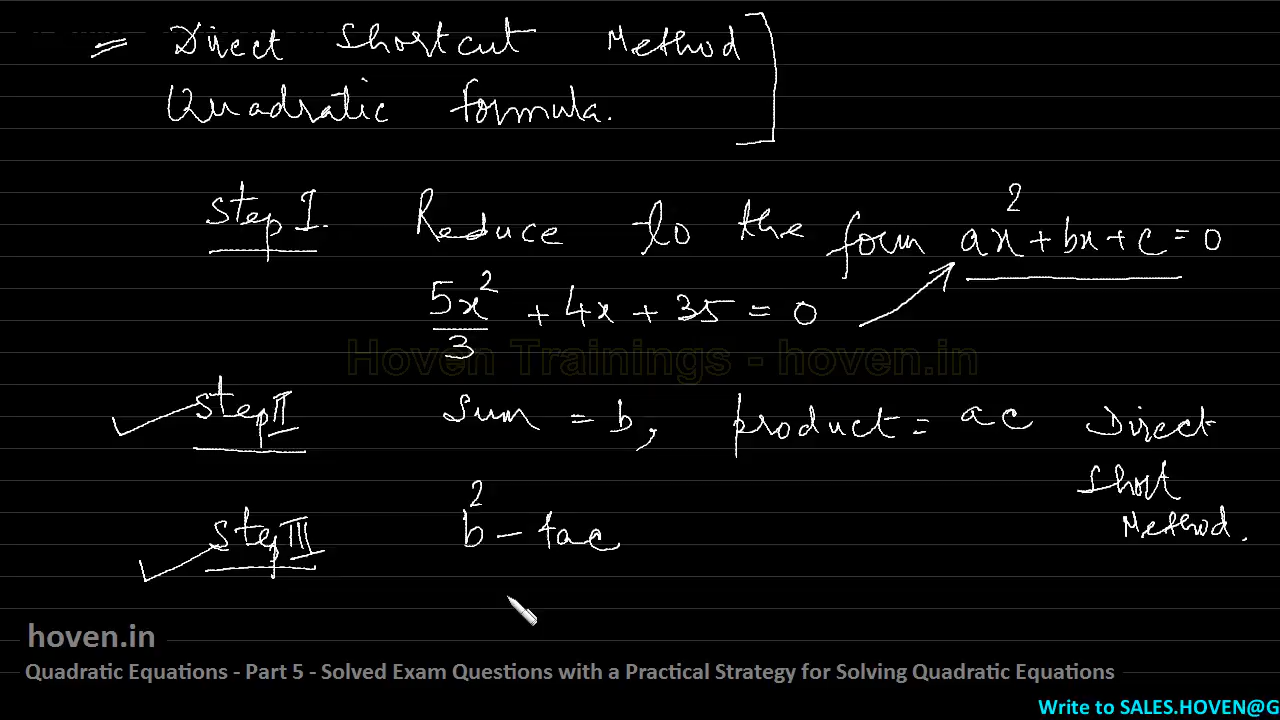 = Direct Shortcut Method
Quadratic formula.
Step I. Reduce to the form ax² + bx + c = 0
5x²/3 + 4x + 35 = 0
Hoven Trainings - hoven.in
Step II Sum = b, product = ac Direct
Short
Method.
Step III b² - 4ac
hoven.in
Quadratic Equations - Part 5 - Solved Exam Questions with a Practical Strategy for Solving Quadratic Equations
Write to SALES.HOVEN@G